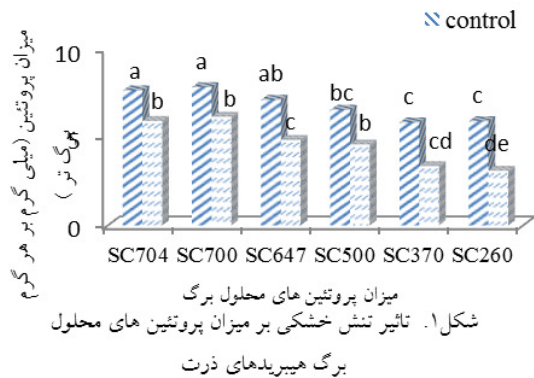 control
میزان پروتئین (میلی گرم بر هر گرم
برگ تر )
10
5
0
a b a b ab c bc b c cd c de
SC704 SC700 SC647 SC500 SC370 SC260
میزان پروتئین های محلول برگ
شکل۱. تاثیر تنش خشکی بر میزان پروتئین های محلول
برگ هیبریدهای ذرت